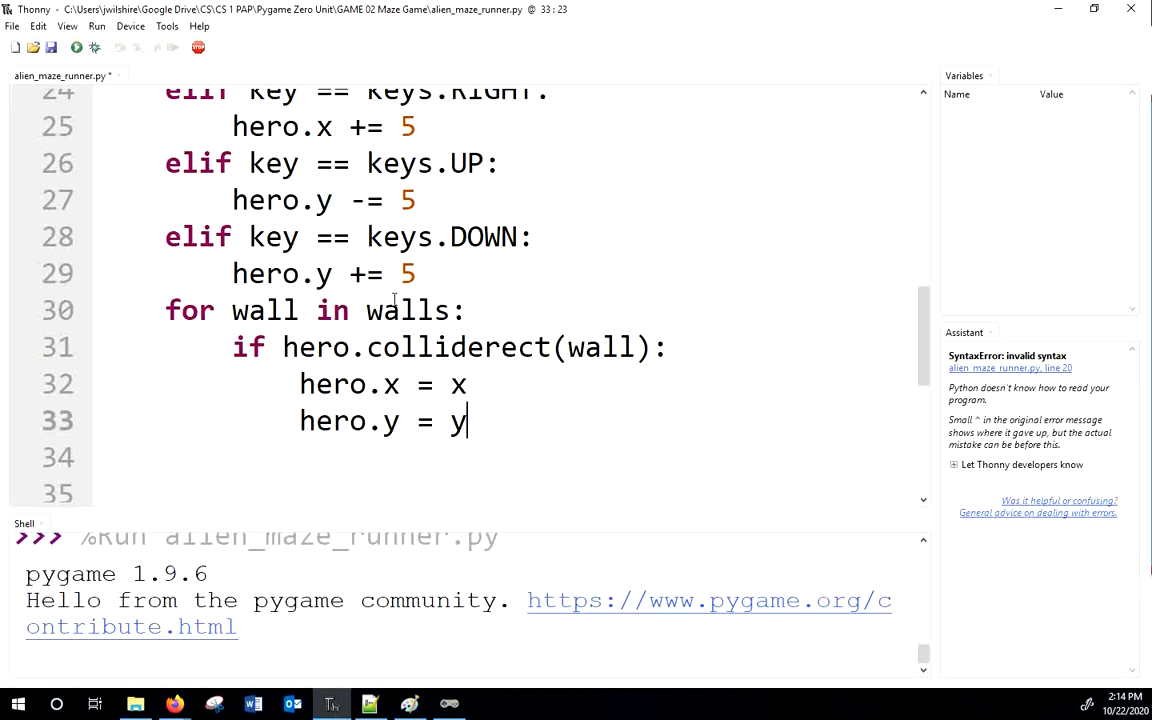 Thonny - C:\Users\jwilshire\Google Drive\CS\CS 1 PAP\Pygame Zero Unit\GAME 02 Maze Game\alien_maze_runner.py @ 33 : 23
File Edit View Run Device Tools Help
STOP
alien_maze_runner.py *
24 elif key == keys.RIGHT:
25 hero.x += 5
26 elif key == keys.UP:
27 hero.y -= 5
28 elif key == keys.DOWN:
29 hero.y += 5
30 for wall in walls:
31 if hero.colliderect(wall):
32 hero.x = x
33 hero.y = y
34
35
Variables
Name Value
Assistant
SyntaxError: invalid syntax
alien_maze_runner.py, line 20
Python doesn't know how to read your
program.
Small ^ in the original error message
shows where it gave up, but the actual
mistake can be before this.
Let Thonny developers know
Was it helpful or confusing?
General advice on dealing with errors.
Shell
>>> %Run alien_maze_runner.py
pygame 1.9.6
Hello from the pygame community. https://www.pygame.org/c
ontribute.html
2:14 PM
10/22/2020